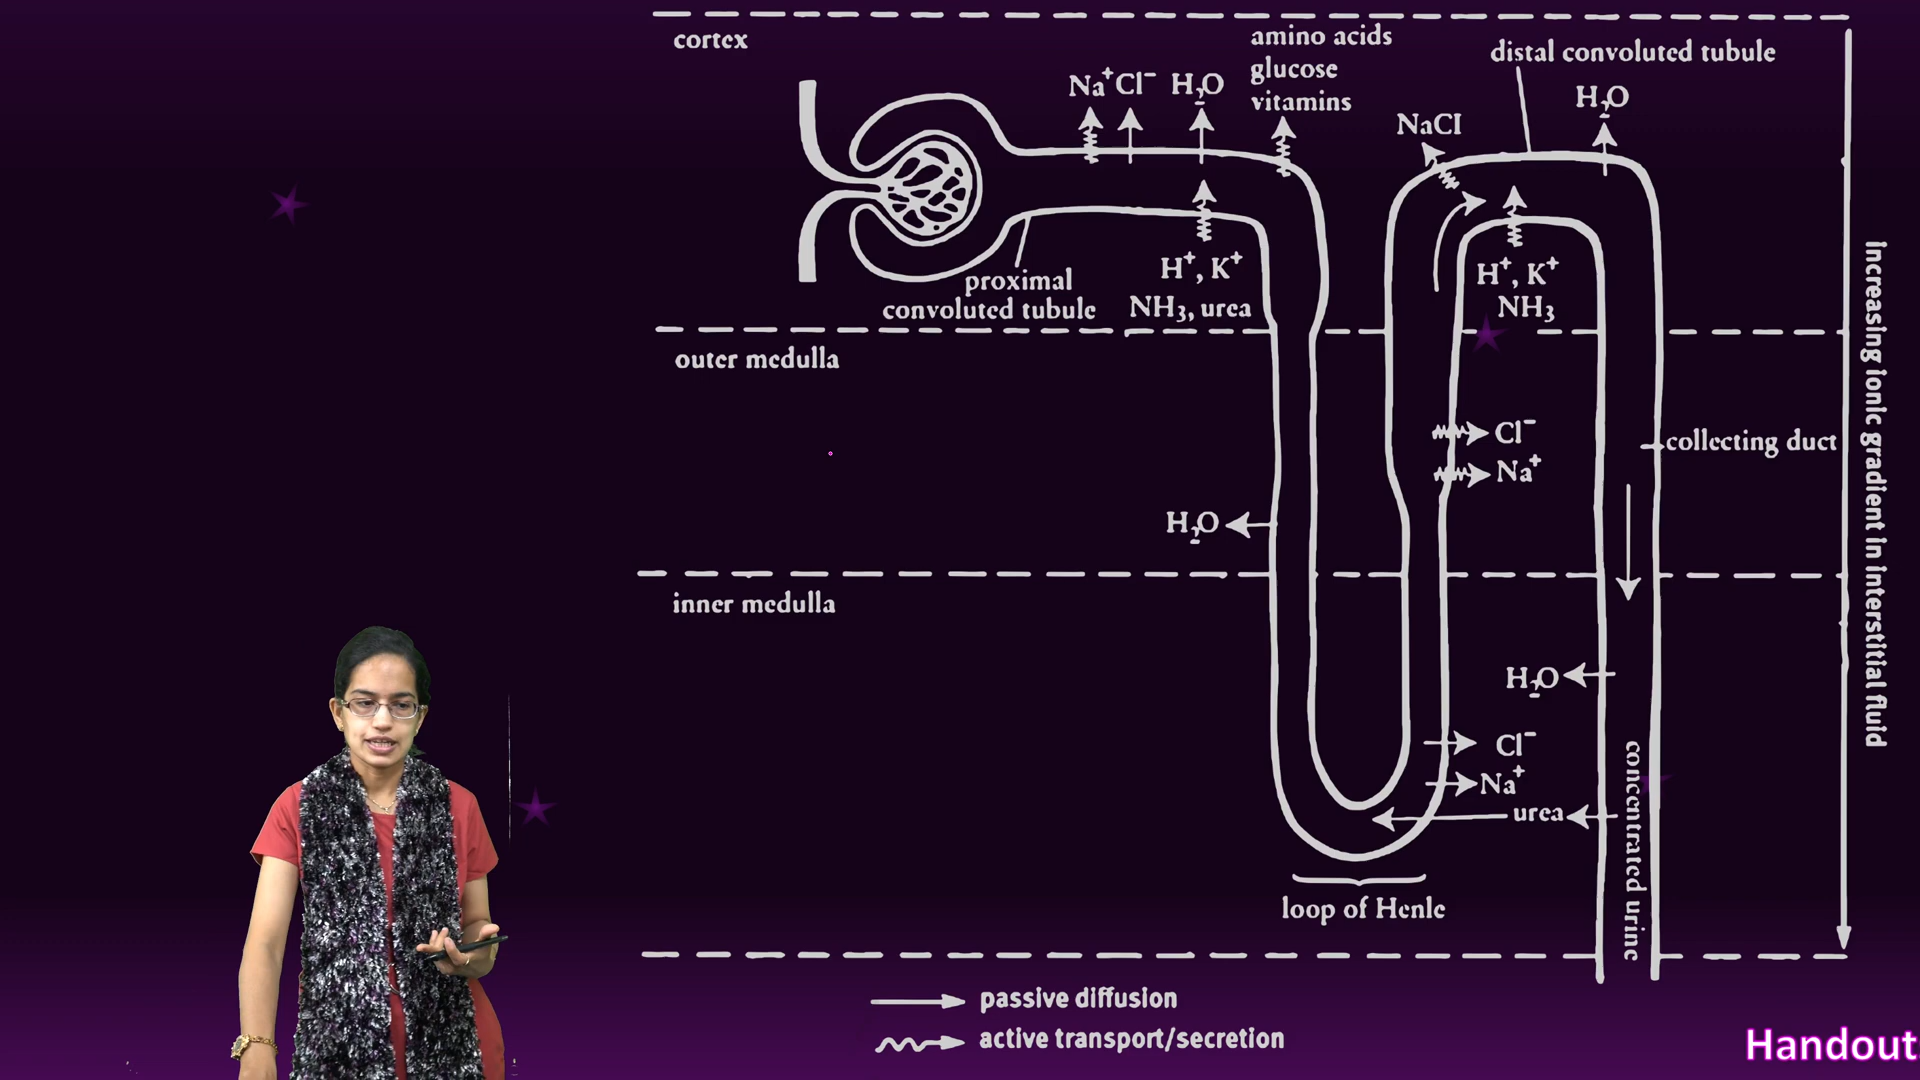 cortex
amino acids
glucose
vitamins
distal convoluted tubule
Na⁺Cl⁻ H₂O
H₂O
NaCl
H⁺, K⁺
NH₃, urea
proximal
convoluted tubule
H⁺, K⁺
NH₃
outer medulla
Cl⁻
Na⁺
collecting duct
H₂O
inner medulla
H₂O
Cl⁻
Na⁺
urea
concentrated urine
loop of Henle
increasing ionic gradient in interstitial fluid
passive diffusion
active transport/secretion
Handout